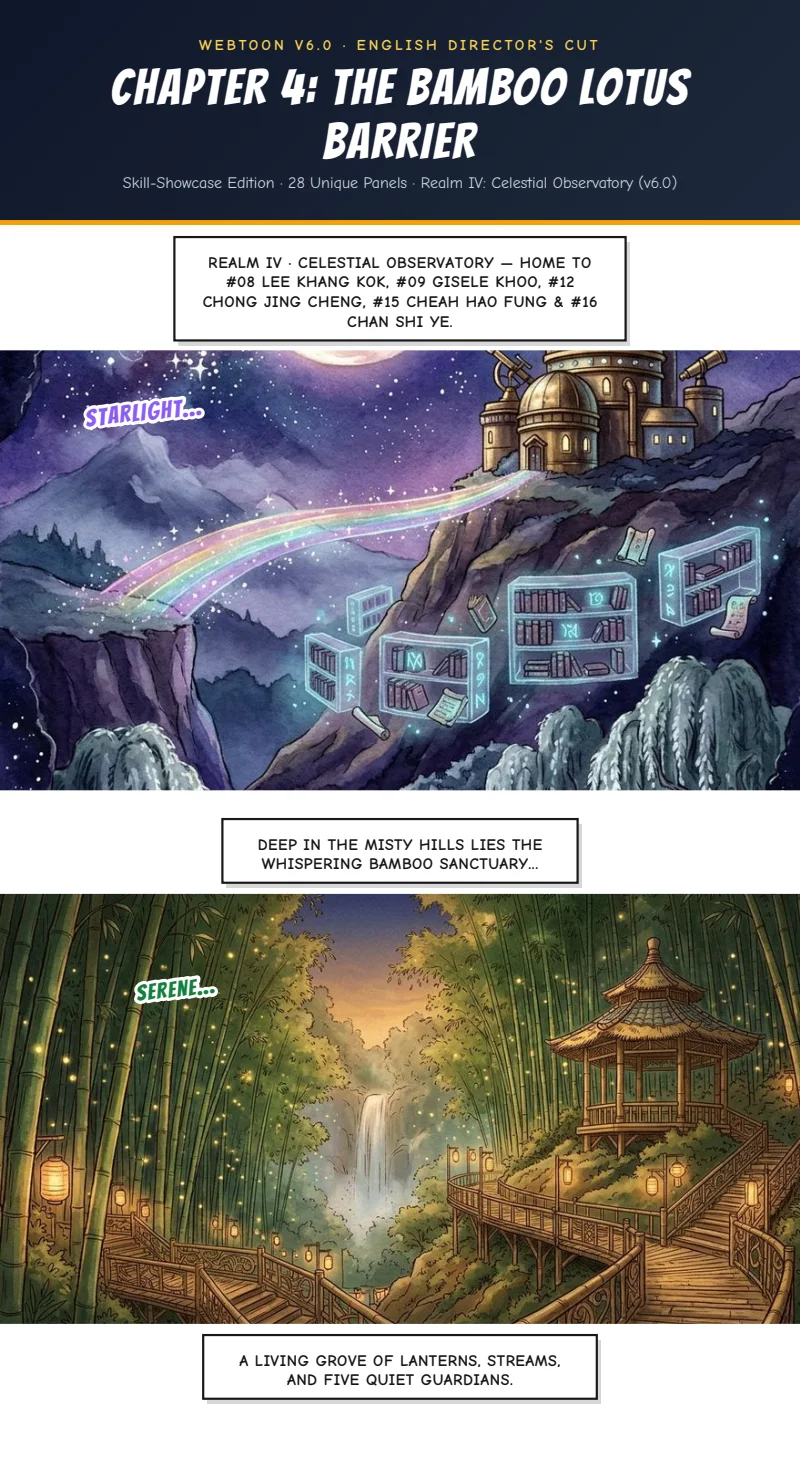 WEBTOON V6.0 · ENGLISH DIRECTOR'S CUT
CHAPTER 4: THE BAMBOO LOTUS
BARRIER
Skill-Showcase Edition · 28 Unique Panels · Realm IV: Celestial Observatory (v6.0)
REALM IV · CELESTIAL OBSERVATORY — HOME TO
#08 LEE KHANG KOK, #09 GISELE KHOO, #12
CHONG JING CHENG, #15 CHEAH HAO FUNG & #16
CHAN SHI YE.
STARLIGHT...
DEEP IN THE MISTY HILLS LIES THE
WHISPERING BAMBOO SANCTUARY...
SERENE...
A LIVING GROVE OF LANTERNS, STREAMS,
AND FIVE QUIET GUARDIANS.